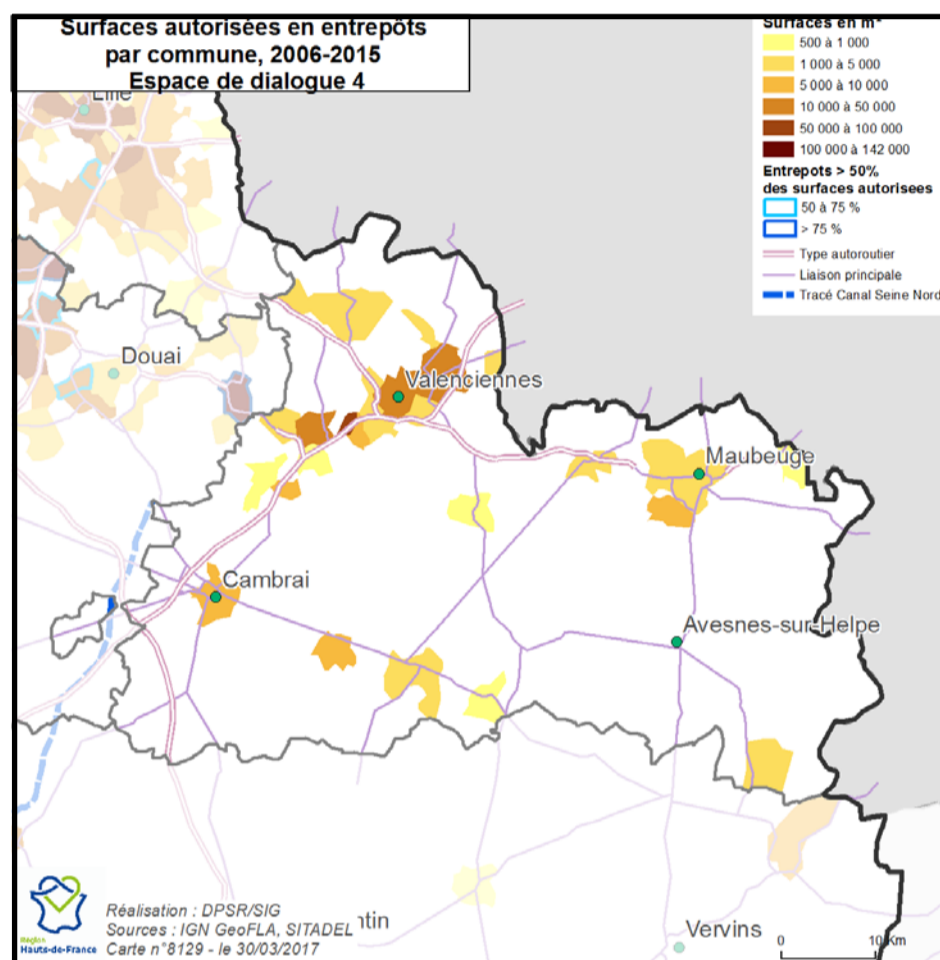 Surfaces autorisées en entrepôts
par commune, 2006-2015
Espace de dialogue 4
Surfaces en m²
500 à 1 000
1 000 à 5 000
5 000 à 10 000
10 000 à 50 000
50 000 à 100 000
100 000 à 142 000
Entrepots > 50%
des surfaces autorisees
50 à 75 %
> 75 %
Type autoroutier
Liaison principale
Tracé Canal Seine Nord
Lille
Douai
Valenciennes
Maubeuge
Cambrai
Avesnes-sur-Helpe
ntin
Vervins
0 10 Km
Région
Hauts-de-France
Réalisation : DPSR/SIG
Sources : IGN GeoFLA, SITADEL
Carte n°8129 - le 30/03/2017